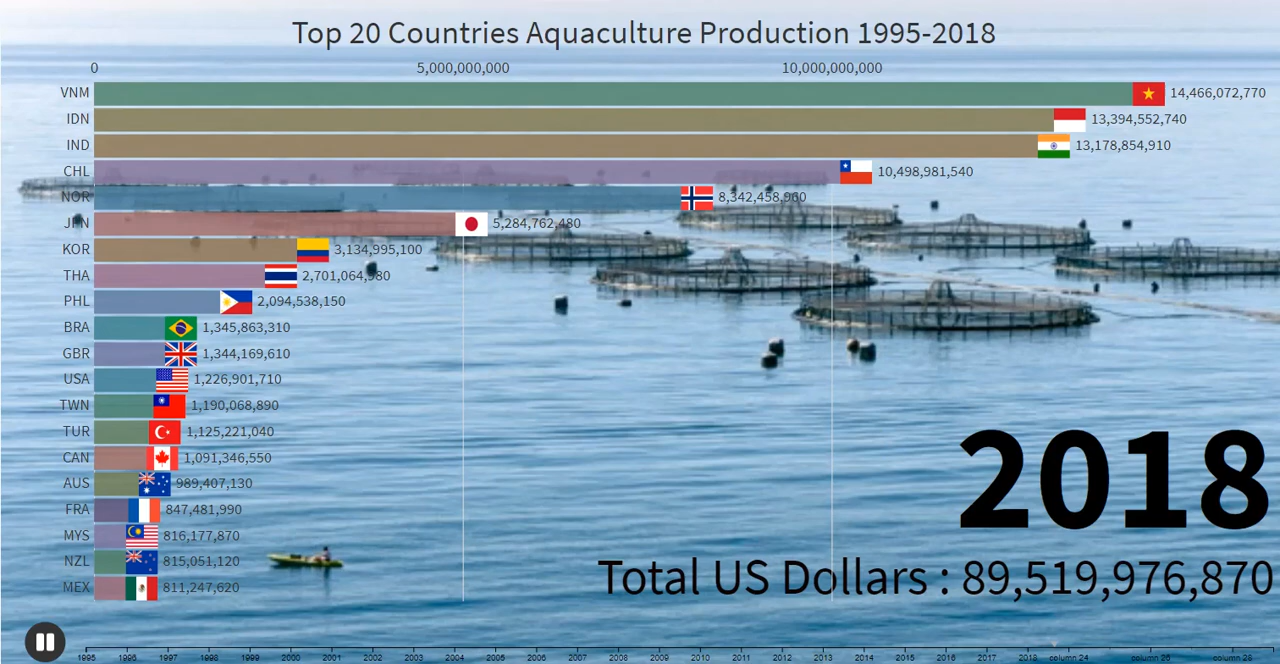 Top 20 Countries Aquaculture Production 1995-2018
0 5,000,000,000 10,000,000,000
VNM 14,466,072,770
IDN 13,394,552,740
IND 13,178,854,910
CHL 10,498,981,540
NOR 8,342,458,960
JPN 5,284,762,480
KOR 3,134,995,100
THA 2,701,064,980
PHL 2,094,538,150
BRA 1,345,863,310
GBR 1,344,169,610
USA 1,226,901,710
TWN 1,190,068,890
TUR 1,125,221,040
CAN 1,091,346,550
AUS 989,407,130
FRA 847,481,990
MYS 816,177,870
NZL 815,051,120
MEX 811,247,620
2018
Total US Dollars : 89,519,976,870
1995 1996 1997 1998 1999 2000 2001 2002 2003 2004 2005 2006 2007 2008 2009 2010 2011 2012 2013 2014 2015 2016 2017 2018 column 24 column 26 column 28